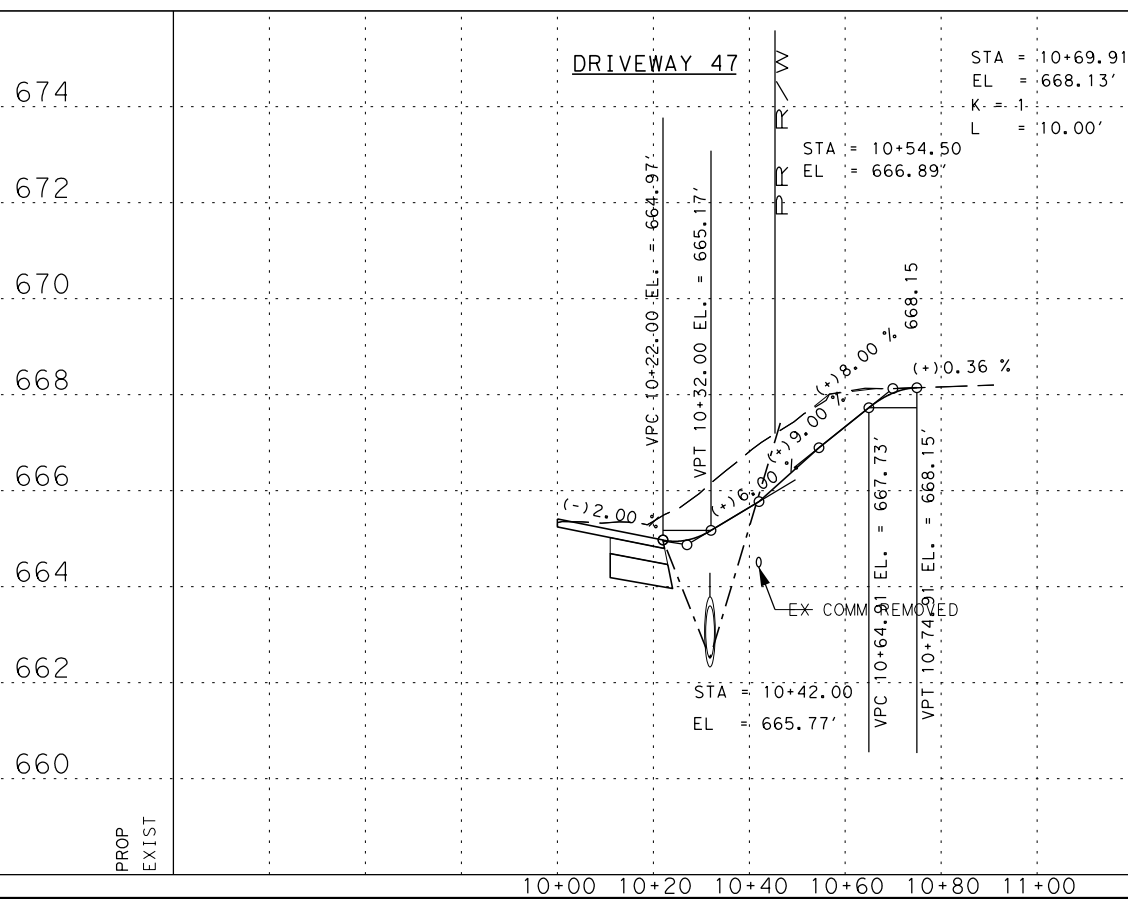 DRIVEWAY 47
STA = 10+69.91
EL = 668.13'
K = 1
L = 10.00'
STA = 10+54.50
EL = 666.89'
PR R/W
674
672
670
668
666
664
662
660
VPC 10+22.00 EL. = 664.97'
VPT 10+32.00 EL. = 665.17'
668.15
(-)2.00 %
(+)6.00 %
(+)9.00 %
(+)8.00 %
(+)0.36 %
VPC 10+64.91 EL. = 667.73'
VPT 10+74.91 EL. = 668.15'
EX COMM REMOVED
STA = 10+42.00
EL = 665.77'
PROP
EXIST
10+00 10+20 10+40 10+60 10+80 11+00